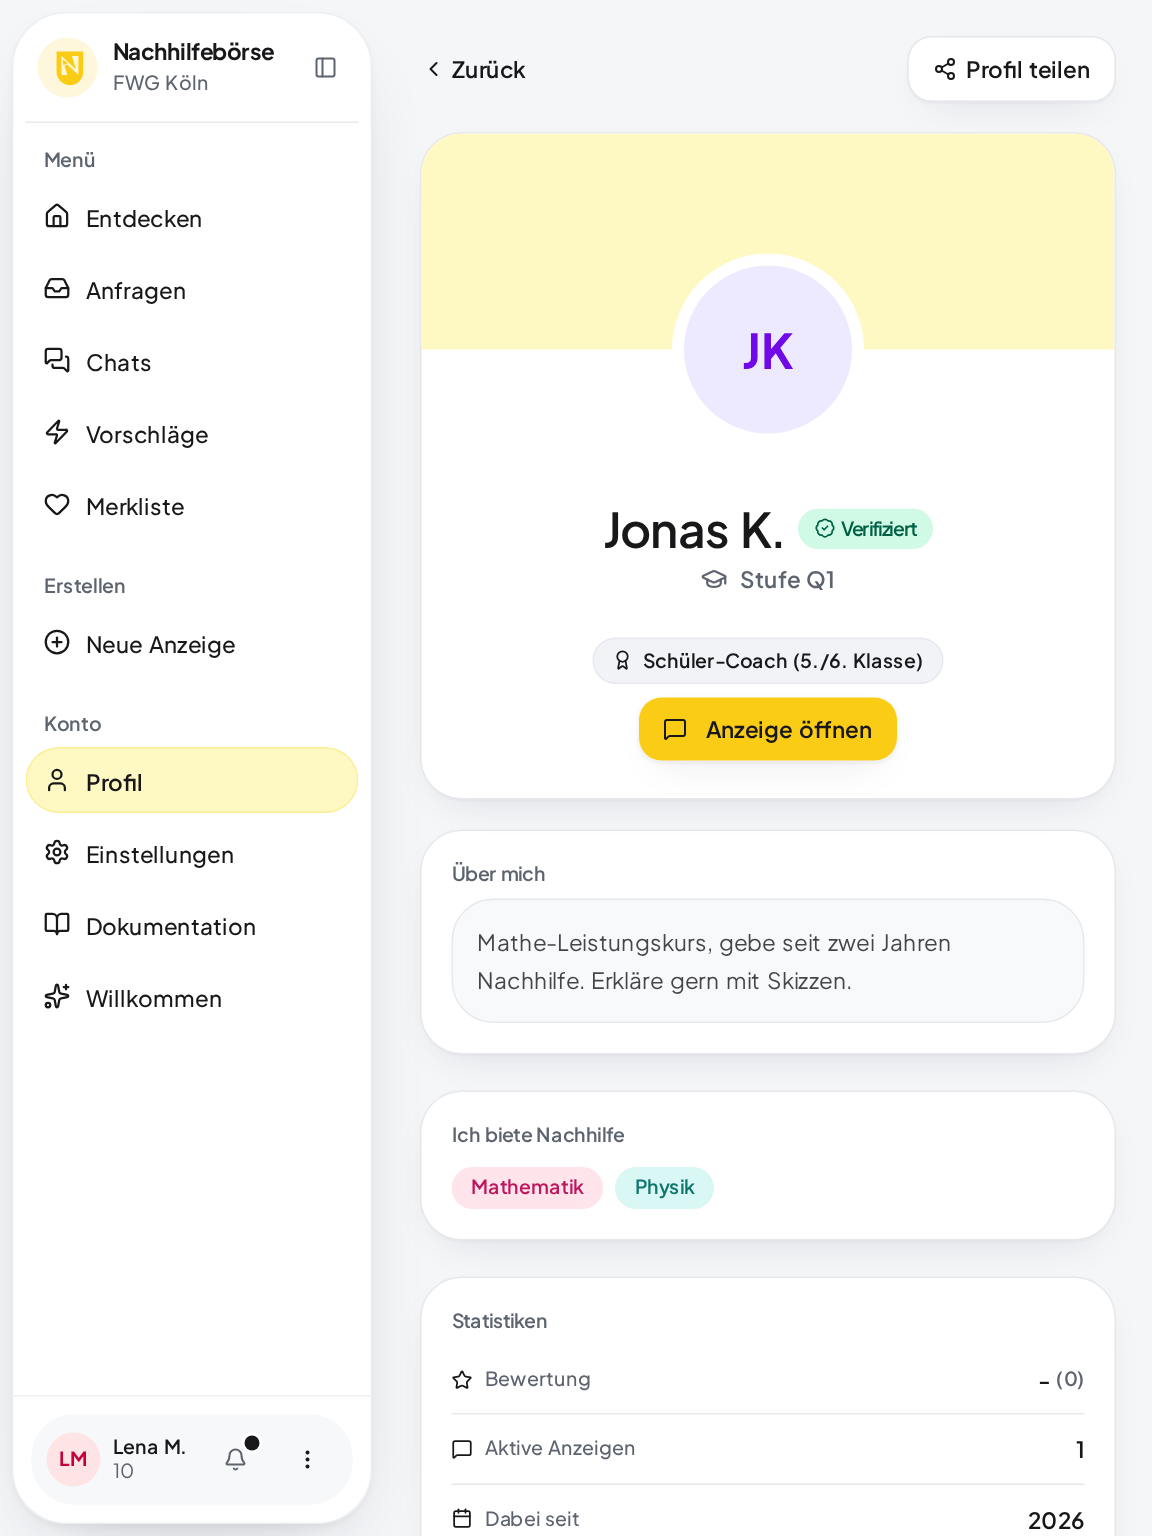 Nachhilfebörse
FWG Köln
Menü
Entdecken
Anfragen
Chats
Vorschläge
Merkliste
Erstellen
Neue Anzeige
Konto
Profil
Einstellungen
Dokumentation
Willkommen
LM
Lena M.
10
Zurück
Profil teilen
JK
Jonas K.
Verifiziert
Stufe Q1
Schüler-Coach (5./6. Klasse)
Anzeige öffnen
Über mich
Mathe-Leistungskurs, gebe seit zwei Jahren
Nachhilfe. Erkläre gern mit Skizzen.
Ich biete Nachhilfe
Mathematik Physik
Statistiken
Bewertung – (0)
Aktive Anzeigen 1
Dabei seit 2026